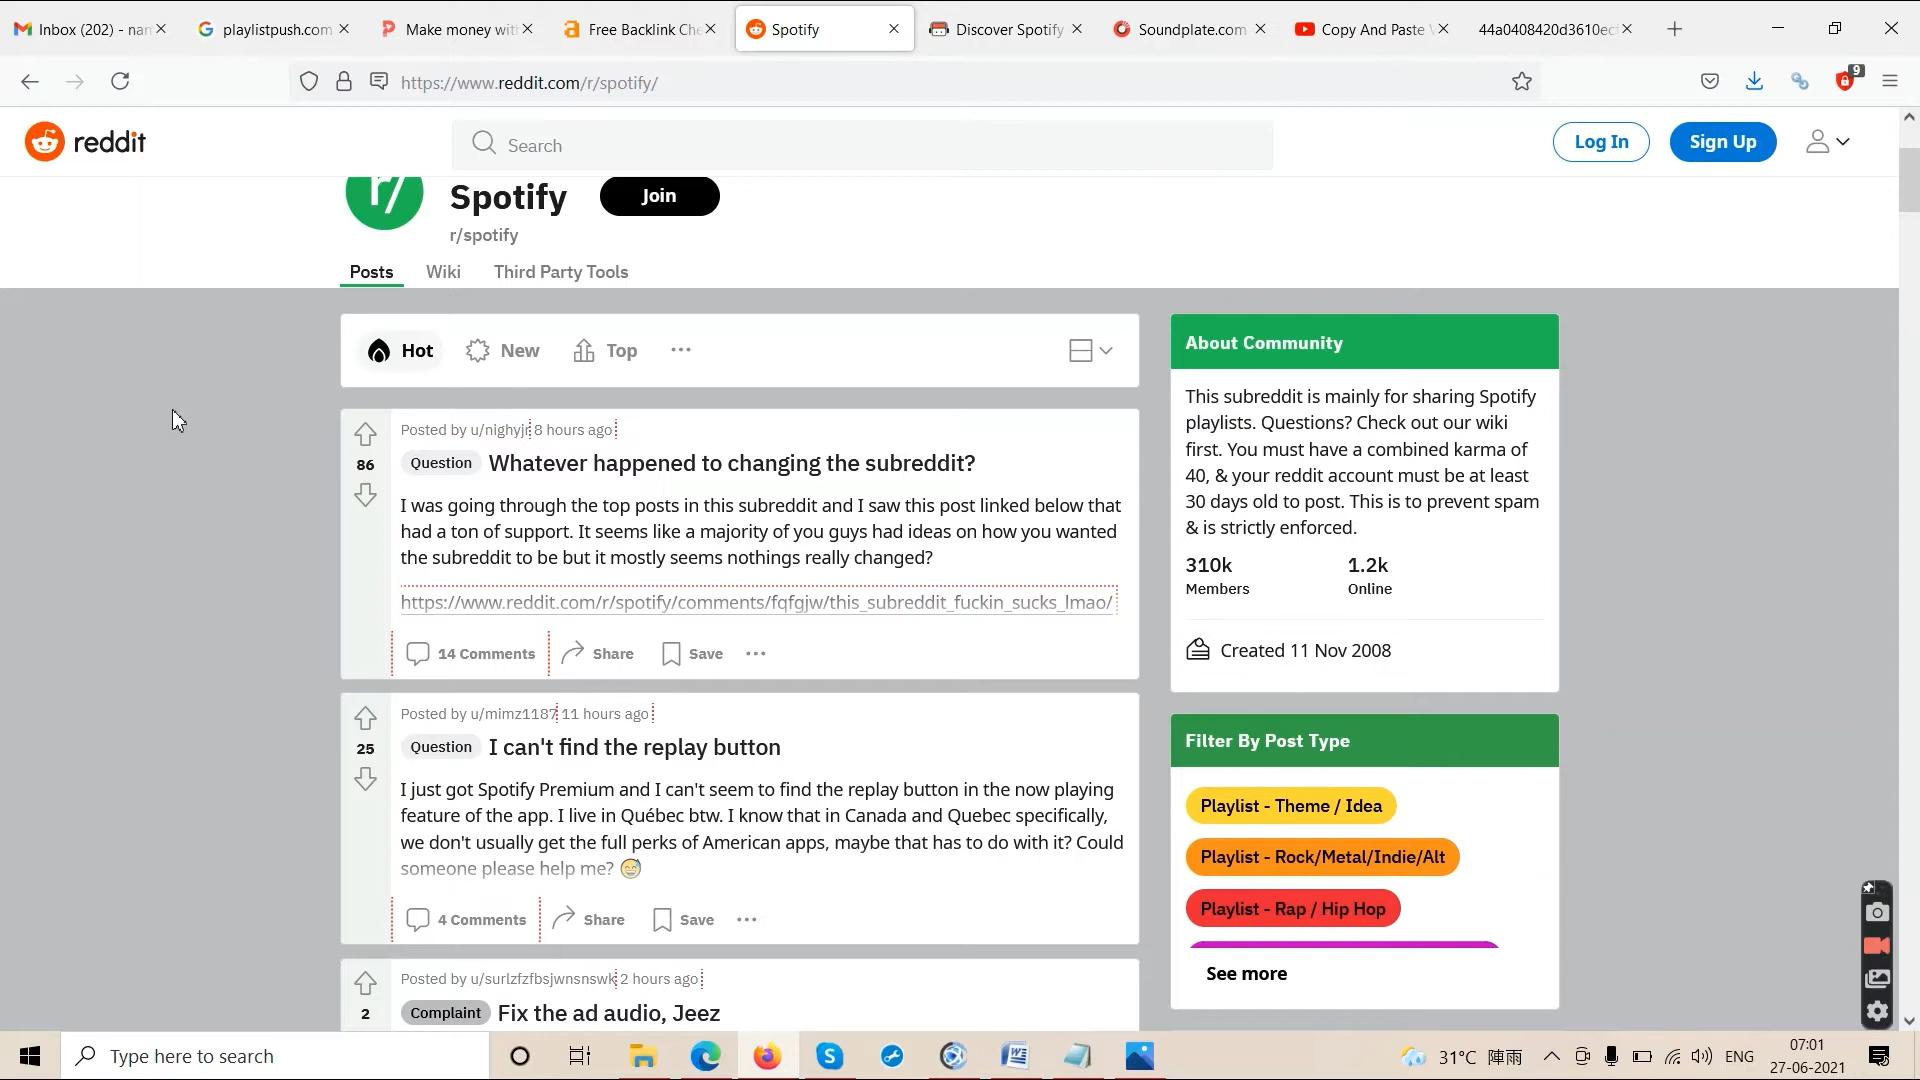 Inbox (202) - nam
playlistpush.com
Make money wit
Free Backlink Che
Spotify
Discover Spotify
Soundplate.com
Copy And Paste
44a0408420d3610ec
https://www.reddit.com/r/spotify/
9
reddit
Search
Log In
Sign Up
r/
Spotify
Join
r/spotify
Posts
Wiki
Third Party Tools
Hot
New
Top
86
Posted by u/nighyjr 8 hours ago
Question Whatever happened to changing the subreddit?
I was going through the top posts in this subreddit and I saw this post linked below that
had a ton of support. It seems like a majority of you guys had ideas on how you wanted
the subreddit to be but it mostly seems nothings really changed?
https://www.reddit.com/r/spotify/comments/fqfgjw/this_subreddit_fuckin_sucks_lmao/
14 Comments
Share
Save
25
Posted by u/mimz1187 11 hours ago
Question I can't find the replay button
I just got Spotify Premium and I can't seem to find the replay button in the now playing
feature of the app. I live in Québec btw. I know that in Canada and Quebec specifically,
we don't usually get the full perks of American apps, maybe that has to do with it? Could
someone please help me? 😅
4 Comments
Share
Save
2
Posted by u/surlzfzfbsjwnsnswk 2 hours ago
Complaint Fix the ad audio, Jeez
About Community
This subreddit is mainly for sharing Spotify
playlists. Questions? Check out our wiki
first. You must have a combined karma of
40, & your reddit account must be at least
30 days old to post. This is to prevent spam
& is strictly enforced.
310k
1.2k
Members
Online
Created 11 Nov 2008
Filter By Post Type
Playlist - Theme / Idea
Playlist - Rock/Metal/Indie/Alt
Playlist - Rap / Hip Hop
See more
Type here to search
31°C 陣雨
ENG
07:01
27-06-2021